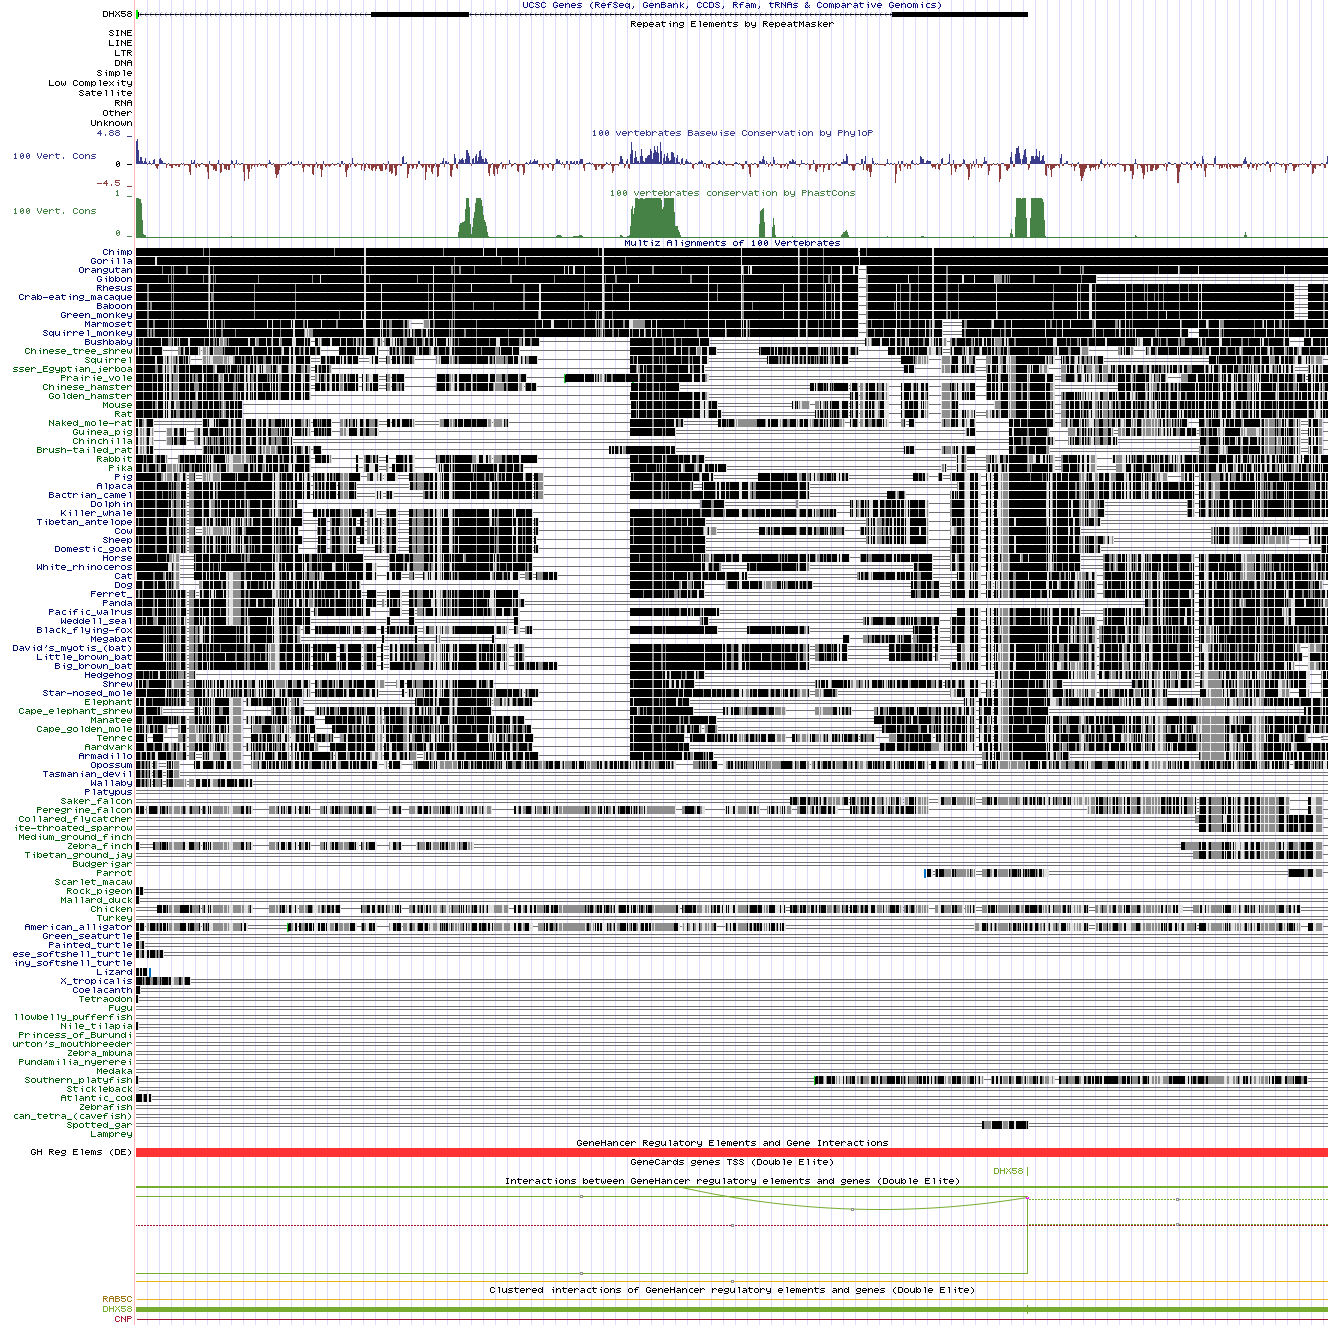 UCSC Genes (RefSeq, GenBank, CCDS, Rfam, tRNAs & Comparative Genomics)
DHX58
Repeating Elements by RepeatMasker
SINE
LINE
LTR
DNA
Simple
Low Complexity
Satellite
RNA
Other
Unknown
4.88 _
100 vertebrates Basewise Conservation by PhyloP
100 Vert. Cons
0 _
-4.5 _
100 vertebrates conservation by PhastCons
1 _
100 Vert. Cons
0 _
Multiz Alignments of 100 Vertebrates
Chimp
Gorilla
Orangutan
Gibbon
Rhesus
Crab-eating_macaque
Baboon
Green_monkey
Marmoset
Squirrel_monkey
Bushbaby
Chinese_tree_shrew
Squirrel
sser_Egyptian_jerboa
Prairie_vole
Chinese_hamster
Golden_hamster
Mouse
Rat
Naked_mole-rat
Guinea_pig
Chinchilla
Brush-tailed_rat
Rabbit
Pika
Pig
Alpaca
Bactrian_camel
Dolphin
Killer_whale
Tibetan_antelope
Cow
Sheep
Domestic_goat
Horse
White_rhinoceros
Cat
Dog
Ferret_
Panda
Pacific_walrus
Weddell_seal
Black_flying-fox
Megabat
David's_myotis_(bat)
Little_brown_bat
Big_brown_bat
Hedgehog
Shrew
Star-nosed_mole
Elephant
Cape_elephant_shrew
Manatee
Cape_golden_mole
Tenrec
Aardvark
Armadillo
Opossum
Tasmanian_devil
Wallaby
Platypus
Saker_falcon
Peregrine_falcon
Collared_flycatcher
ite-throated_sparrow
Medium_ground_finch
Zebra_finch
Tibetan_ground_jay
Budgerigar
Parrot
Scarlet_macaw
Rock_pigeon
Mallard_duck
Chicken
Turkey
American_alligator
Green_seaturtle
Painted_turtle
ese_softshell_turtle
iny_softshell_turtle
Lizard
X_tropicalis
Coelacanth
Tetraodon
Fugu
llowbelly_pufferfish
Nile_tilapia
Princess_of_Burundi
urton's_mouthbreeder
Zebra_mbuna
Pundamilia_nyererei
Medaka
Southern_platyfish
Stickleback
Atlantic_cod
Zebrafish
can_tetra_(cavefish)
Spotted_gar
Lamprey
GeneHancer Regulatory Elements and Gene Interactions
GH Reg Elems (DE)
GeneCards genes TSS (Double Elite)
DHX58
Interactions between GeneHancer regulatory elements and genes (Double Elite)
Clustered interactions of GeneHancer regulatory elements and genes (Double Elite)
RAB5C
DHX58
CNP